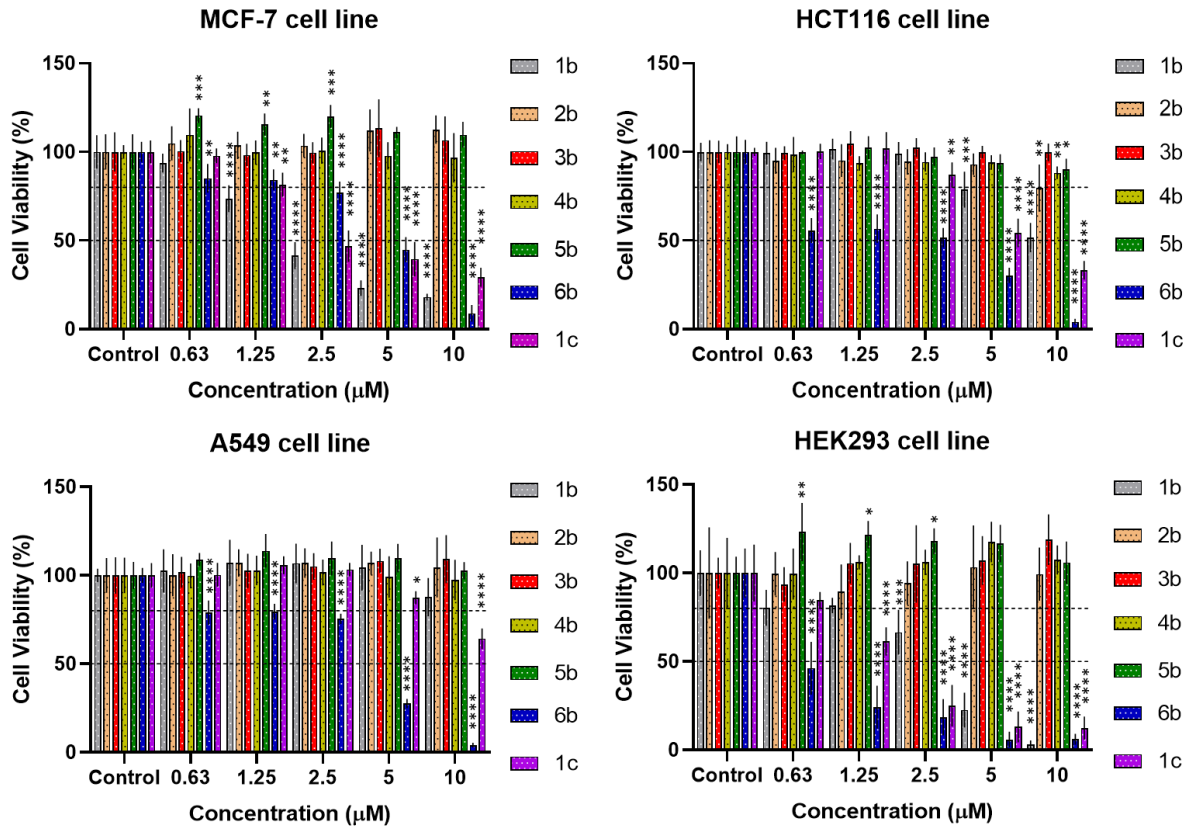 MCF-7 cell line
Cell Viability (%)
150
100
50
0
*** ** *** **** ** ** ** **** **** **** **** **** **** **** **** ****
Control 0.63 1.25 2.5 5 10
Concentration (μM)
1b
2b
3b
4b
5b
6b
1c
HCT116 cell line
Cell Viability (%)
150
100
50
0
**** **** **** ** *** **** **** **** ** ** * **** ****
Control 0.63 1.25 2.5 5 10
Concentration (μM)
1b
2b
3b
4b
5b
6b
1c
A549 cell line
Cell Viability (%)
150
100
50
0
**** **** **** **** * **** ****
Control 0.63 1.25 2.5 5 10
Concentration (μM)
1b
2b
3b
4b
5b
6b
1c
HEK293 cell line
Cell Viability (%)
150
100
50
0
** **** * **** **** *** * **** **** **** **** **** **** **** ****
Control 0.63 1.25 2.5 5 10
Concentration (μM)
1b
2b
3b
4b
5b
6b
1c